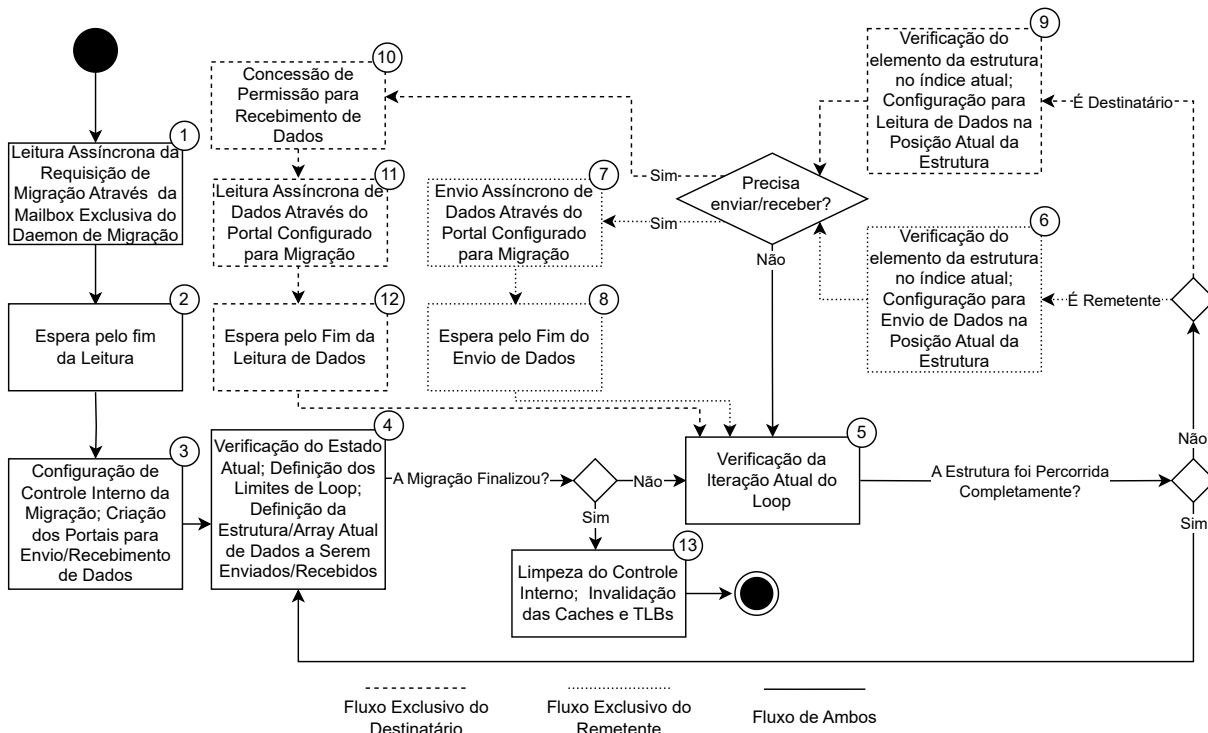 1
Leitura Assíncrona da
Requisição de
Migração Através da
Mailbox Exclusiva do
Daemon de Migração
2
Espera pelo fim
da Leitura
3
Configuração de
Controle Interno da
Migração; Criação
dos Portais para
Envio/Recebimento
de Dados
4
Verificação do Estado
Atual; Definição dos
Limites de Loop;
Definição da
Estrutura/Array Atual
de Dados a Serem
Enviados/Recebidos
A Migração Finalizou?
Não
Sim
13
Limpeza do Controle
Interno; Invalidação
das Caches e TLBs
5
Verificação da
Iteração Atual do
Loop
A Estrutura foi Percorrida
Completamente?
Não
Sim
6
Verificação do
elemento da estrutura
no índice atual;
Configuração para
Envio de Dados na
Posição Atual da
Estrutura
É Remetente
9
Verificação do
elemento da estrutura
no índice atual;
Configuração para
Leitura de Dados na
Posição Atual da
Estrutura
É Destinatário
Precisa
enviar/receber?
Sim
Sim
Não
7
Envio Assíncrono de
Dados Através do
Portal Configurado
para Migração
8
Espera pelo Fim do
Envio de Dados
10
Concessão de
Permissão para
Recebimento de
Dados
11
Leitura Assíncrona de
Dados Através do
Portal Configurado
para Migração
12
Espera pelo Fim da
Leitura de Dados
Fluxo Exclusivo do
Destinatário
Fluxo Exclusivo do
Remetente
Fluxo de Ambos